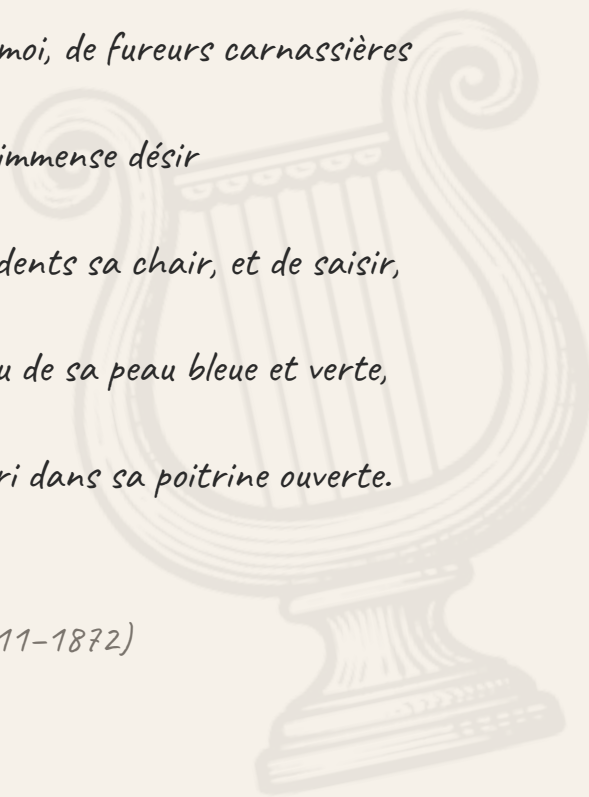 moi, de fureurs carnassières
immense désir
dents sa chair, et de saisir,
u de sa peau bleue et verte,
ri dans sa poitrine ouverte.
11–1872)